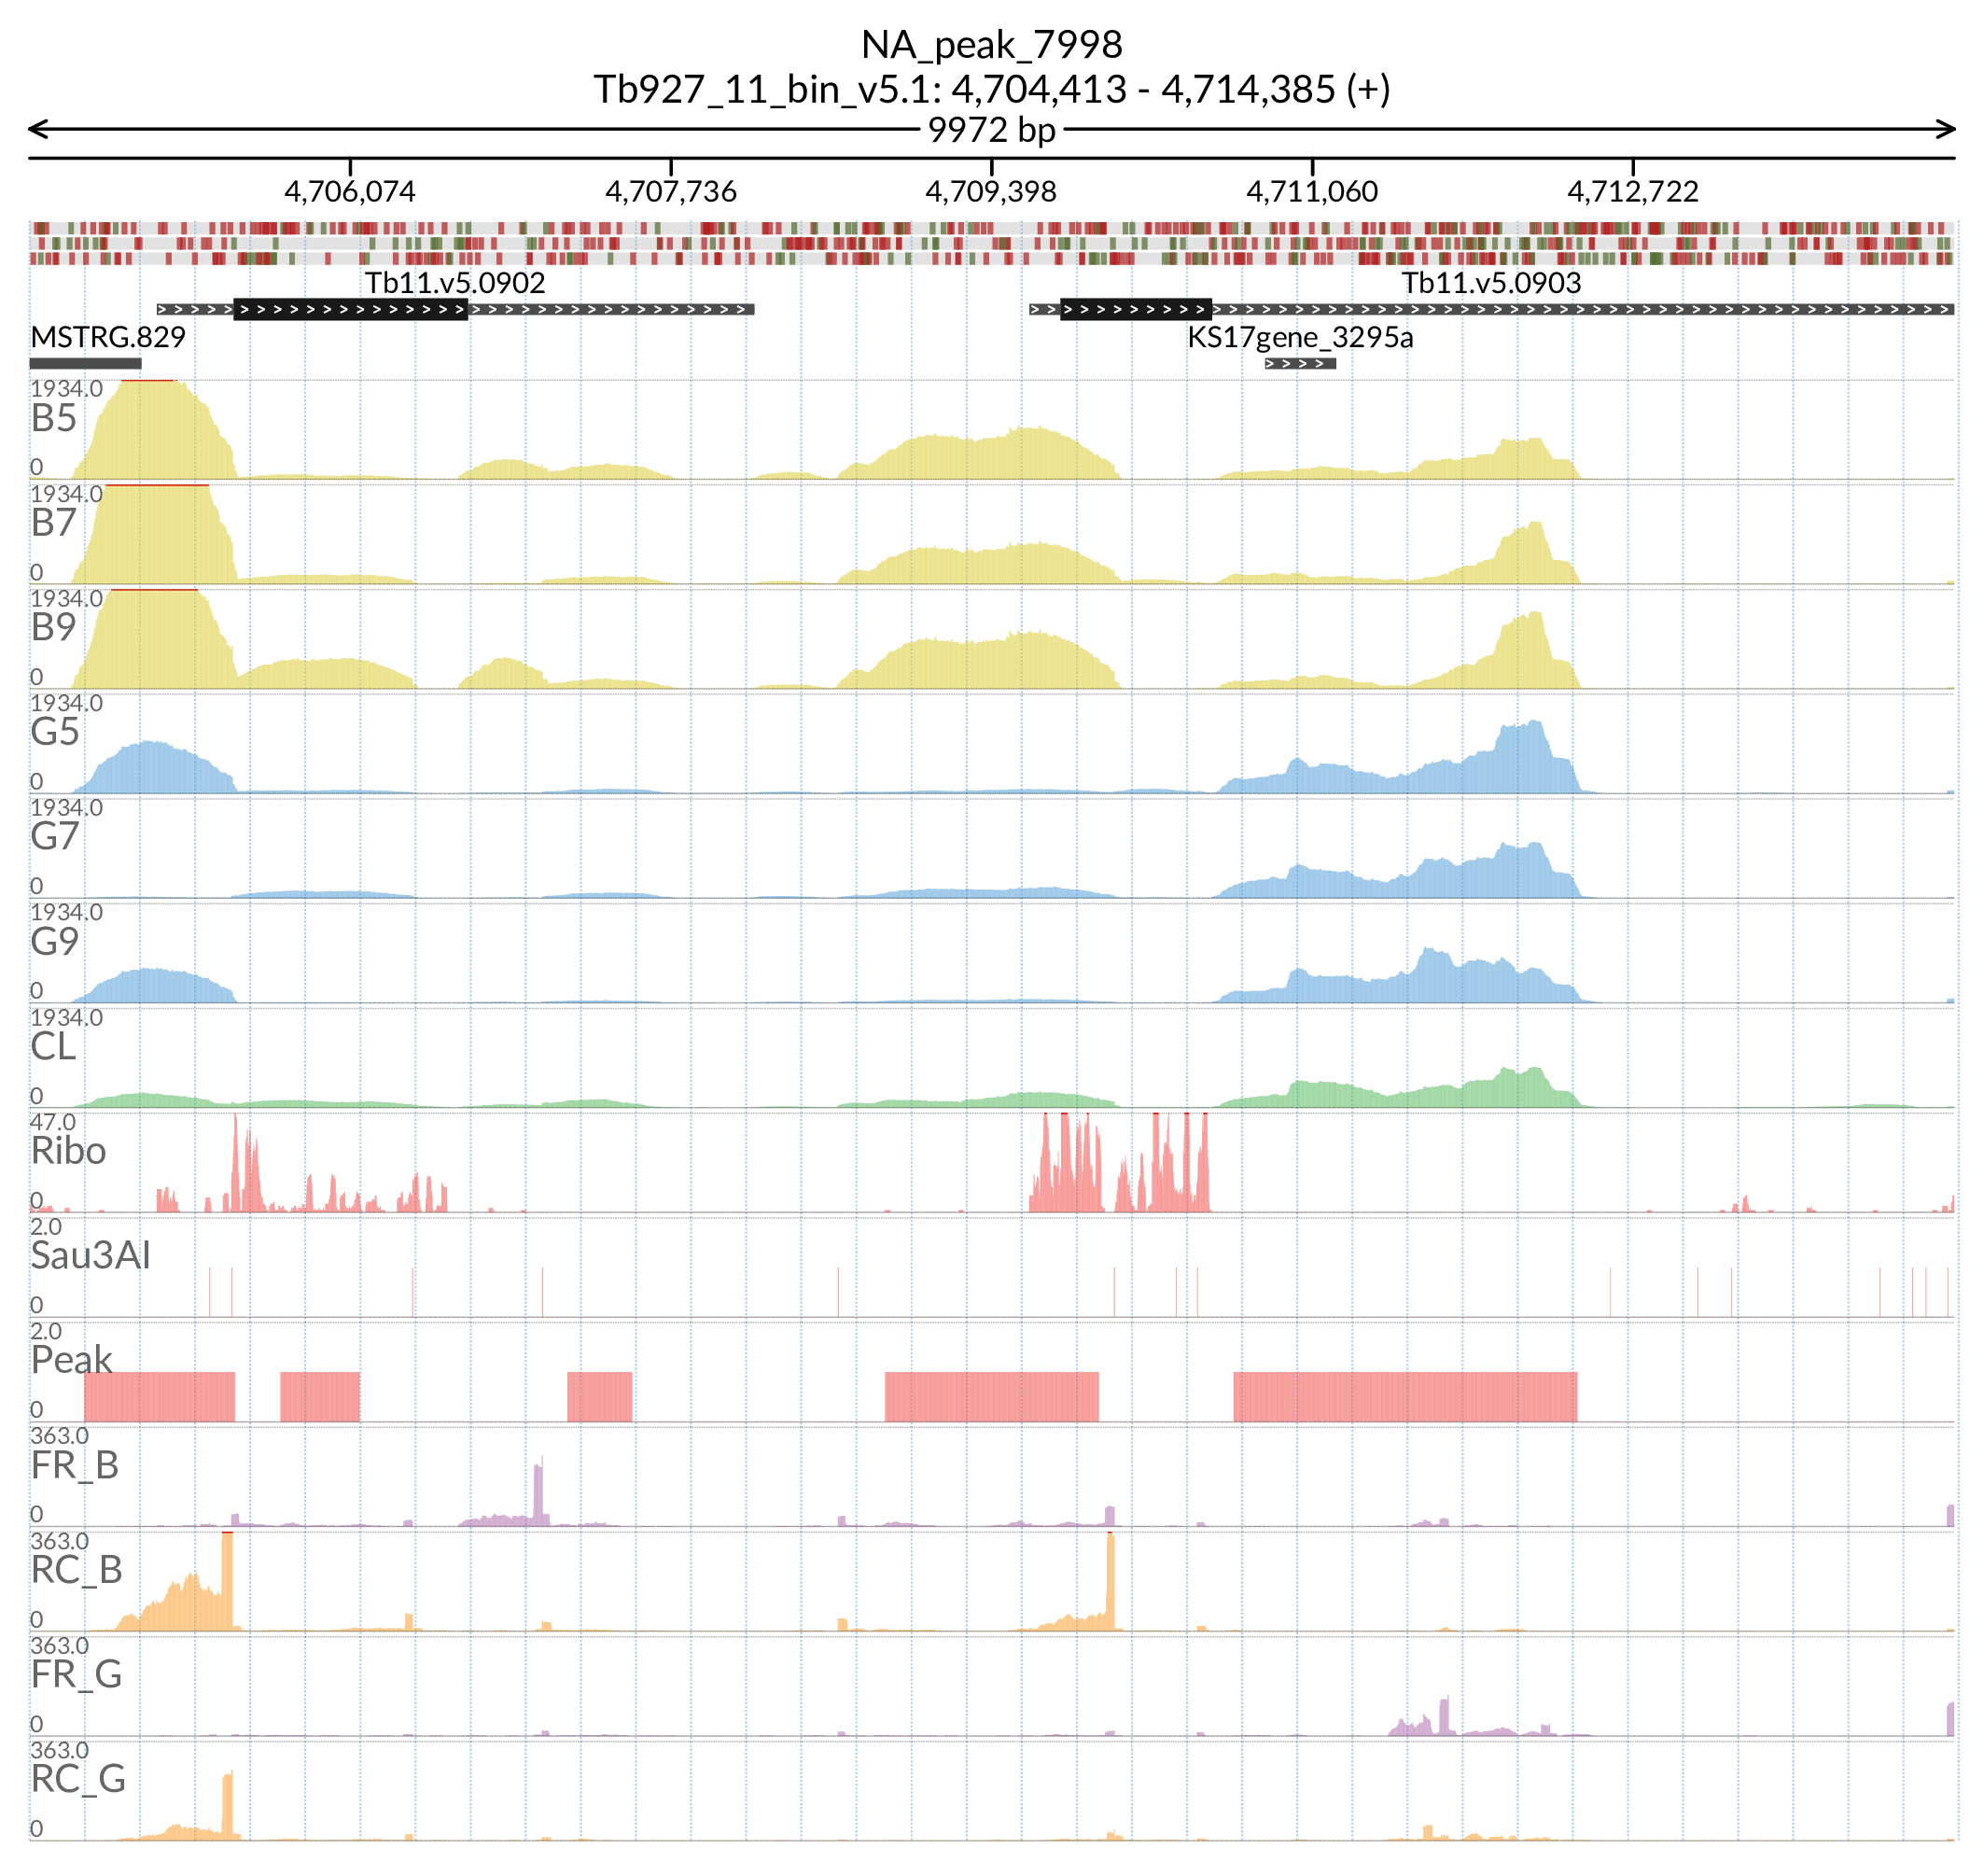 NA_peak_7998
Tb927_11_bin_v5.1: 4,704,413 - 4,714,385 (+)
9972 bp
4,706,074 4,707,736 4,709,398 4,711,060 4,712,722
Tb11.v5.0902 Tb11.v5.0903
MSTRG.829 KS17gene_3295a
1934.0
B5
0
1934.0
B7
0
1934.0
B9
0
1934.0
G5
0
1934.0
G7
0
1934.0
G9
0
1934.0
CL
0
47.0
Ribo
0
2.0
Sau3AI
0
2.0
Peak
0
363.0
FR_B
0
363.0
RC_B
0
363.0
FR_G
0
363.0
RC_G
0